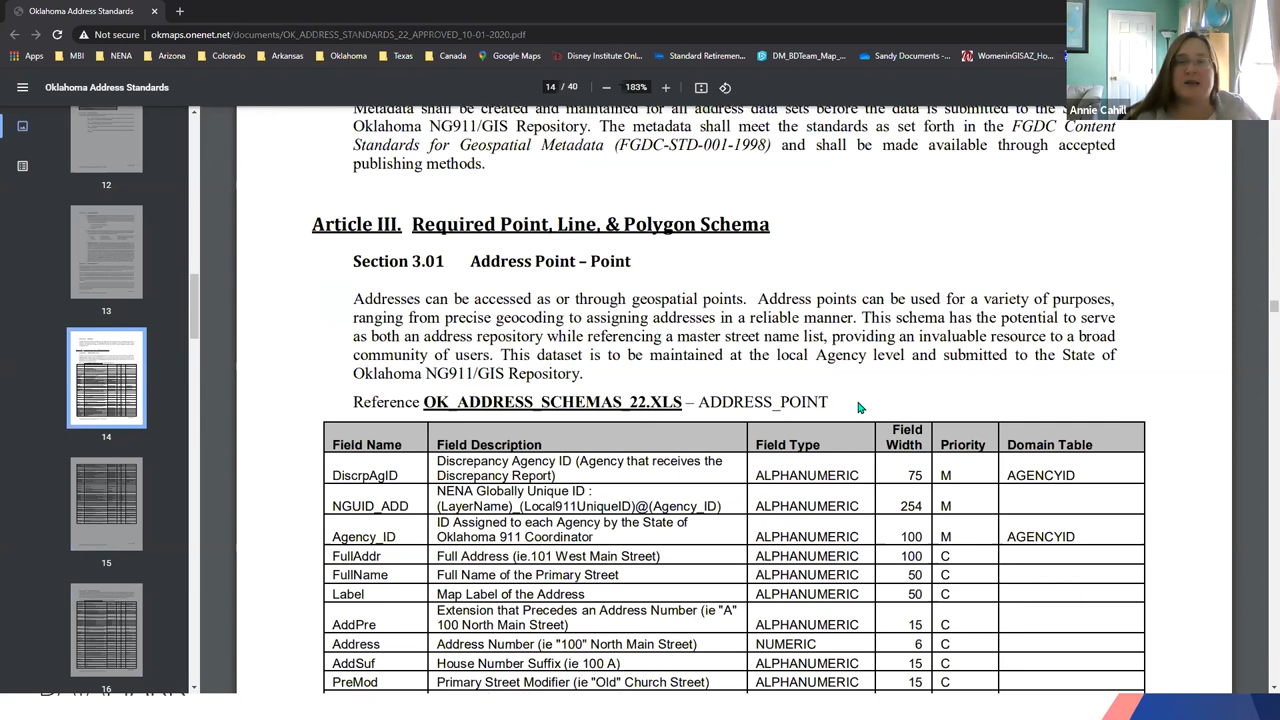 Oklahoma Address Standards
Not secure okmaps.onenet.net/documents/OK_ADDRESS_STANDARDS_22_APPROVED_10-01-2020.pdf
Apps MBI NENA Arizona Colorado Arkansas Oklahoma Texas Canada Google Maps Disney Institute Onl... Standard Retiremen... DM_BDTeam_Map_... Sandy Documents -... WomeninGISAZ_Ho...
Annie Cahill
Oklahoma Address Standards 14 / 40 183%
12
13
14
15
16
Oklahoma NG911/GIS Repository. The metadata shall meet the standards as set forth in the FGDC Content
Standards for Geospatial Metadata (FGDC-STD-001-1998) and shall be made available through accepted
publishing methods.
Article III. Required Point, Line, & Polygon Schema
Section 3.01 Address Point – Point
Addresses can be accessed as or through geospatial points. Address points can be used for a variety of purposes,
ranging from precise geocoding to assigning addresses in a reliable manner. This schema has the potential to serve
as both an address repository while referencing a master street name list, providing an invaluable resource to a broad
community of users. This dataset is to be maintained at the local Agency level and submitted to the State of
Oklahoma NG911/GIS Repository.
Reference OK_ADDRESS_SCHEMAS_22.XLS – ADDRESS_POINT
Field Name Field Description Field Type Field Width Priority Domain Table
DiscrpAgID Discrepancy Agency ID (Agency that receives the Discrepancy Report) ALPHANUMERIC 75 M AGENCYID
NGUID_ADD NENA Globally Unique ID : (LayerName)_(Local911UniqueID)@(Agency_ID) ALPHANUMERIC 254 M
Agency_ID ID Assigned to each Agency by the State of Oklahoma 911 Coordinator ALPHANUMERIC 100 M AGENCYID
FullAddr Full Address (ie.101 West Main Street) ALPHANUMERIC 100 C
FullName Full Name of the Primary Street ALPHANUMERIC 50 C
Label Map Label of the Address ALPHANUMERIC 50 C
AddPre Extension that Precedes an Address Number (ie "A" 100 North Main Street) ALPHANUMERIC 15 C
Address Address Number (ie "100" North Main Street) NUMERIC 6 C
AddSuf House Number Suffix (ie 100 A) ALPHANUMERIC 15 C
PreMod Primary Street Modifier (ie "Old" Church Street) ALPHANUMERIC 15 C